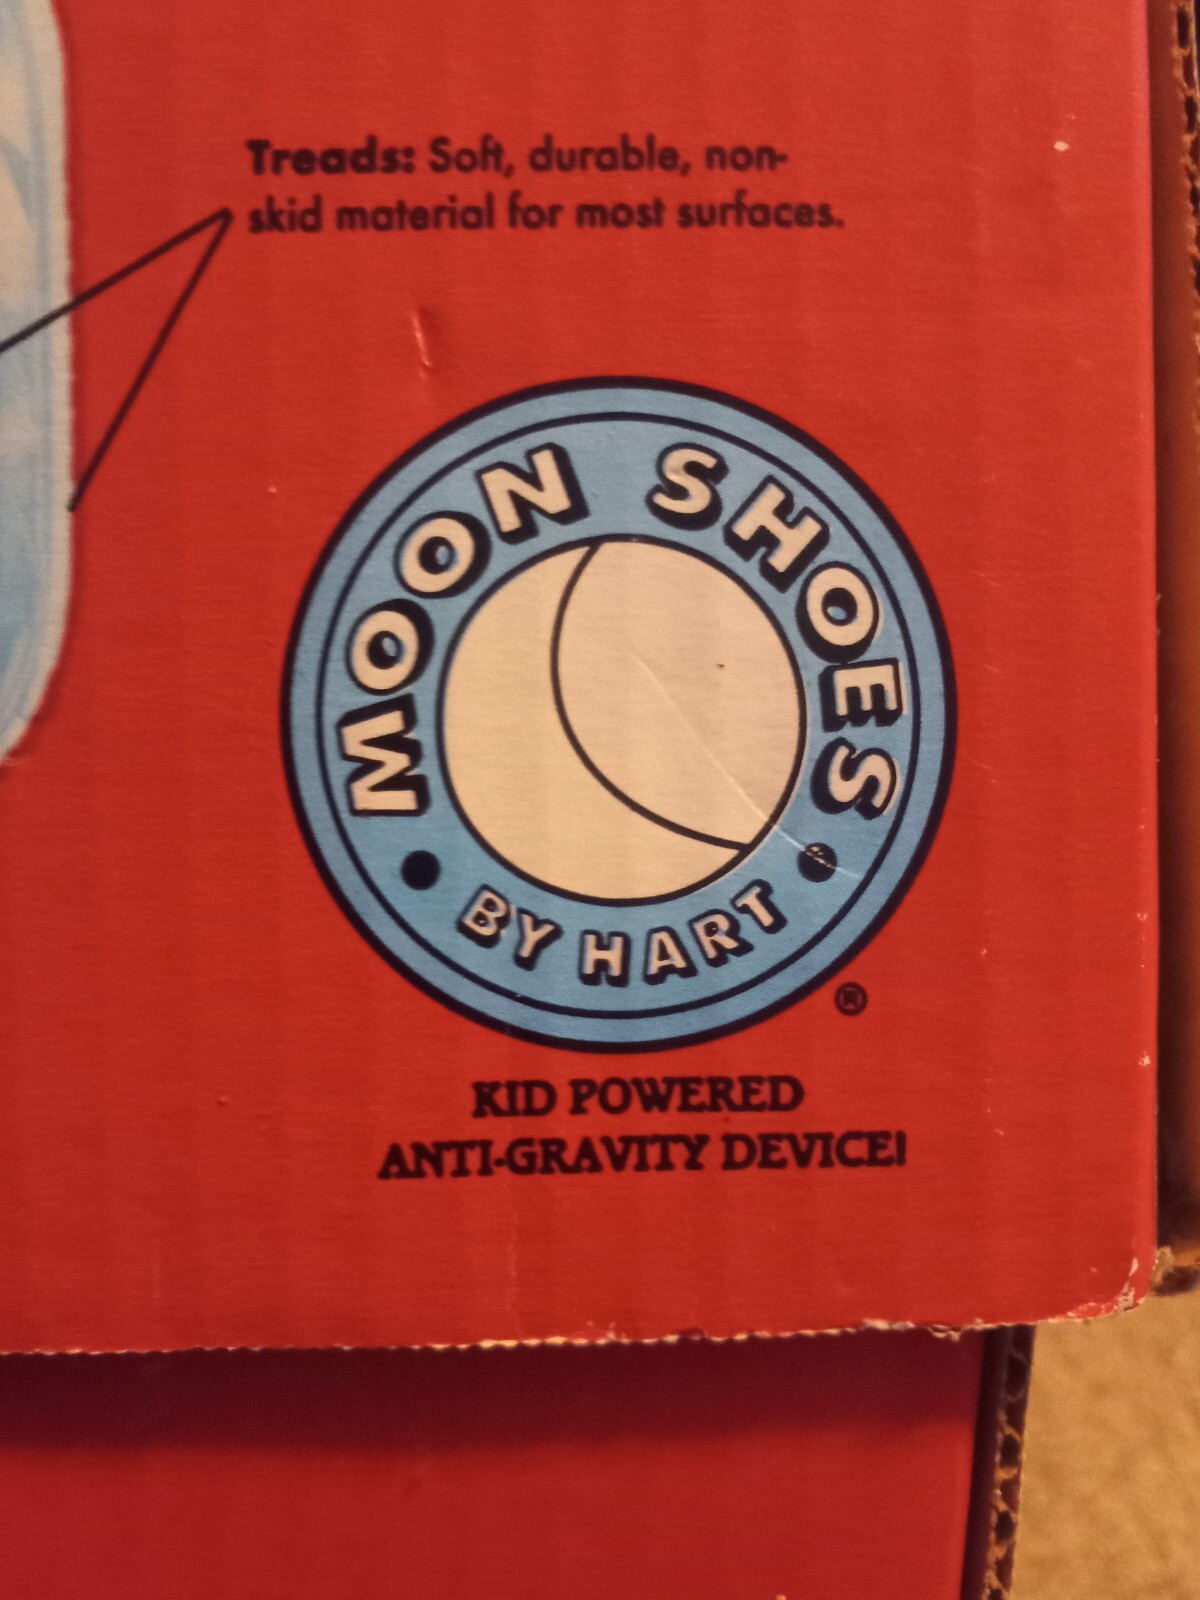 Treads: Soft, durable, non-
skid material for most surfaces.
MOON SHOES
• BY HART •
®
KID POWERED
ANTI-GRAVITY DEVICE!